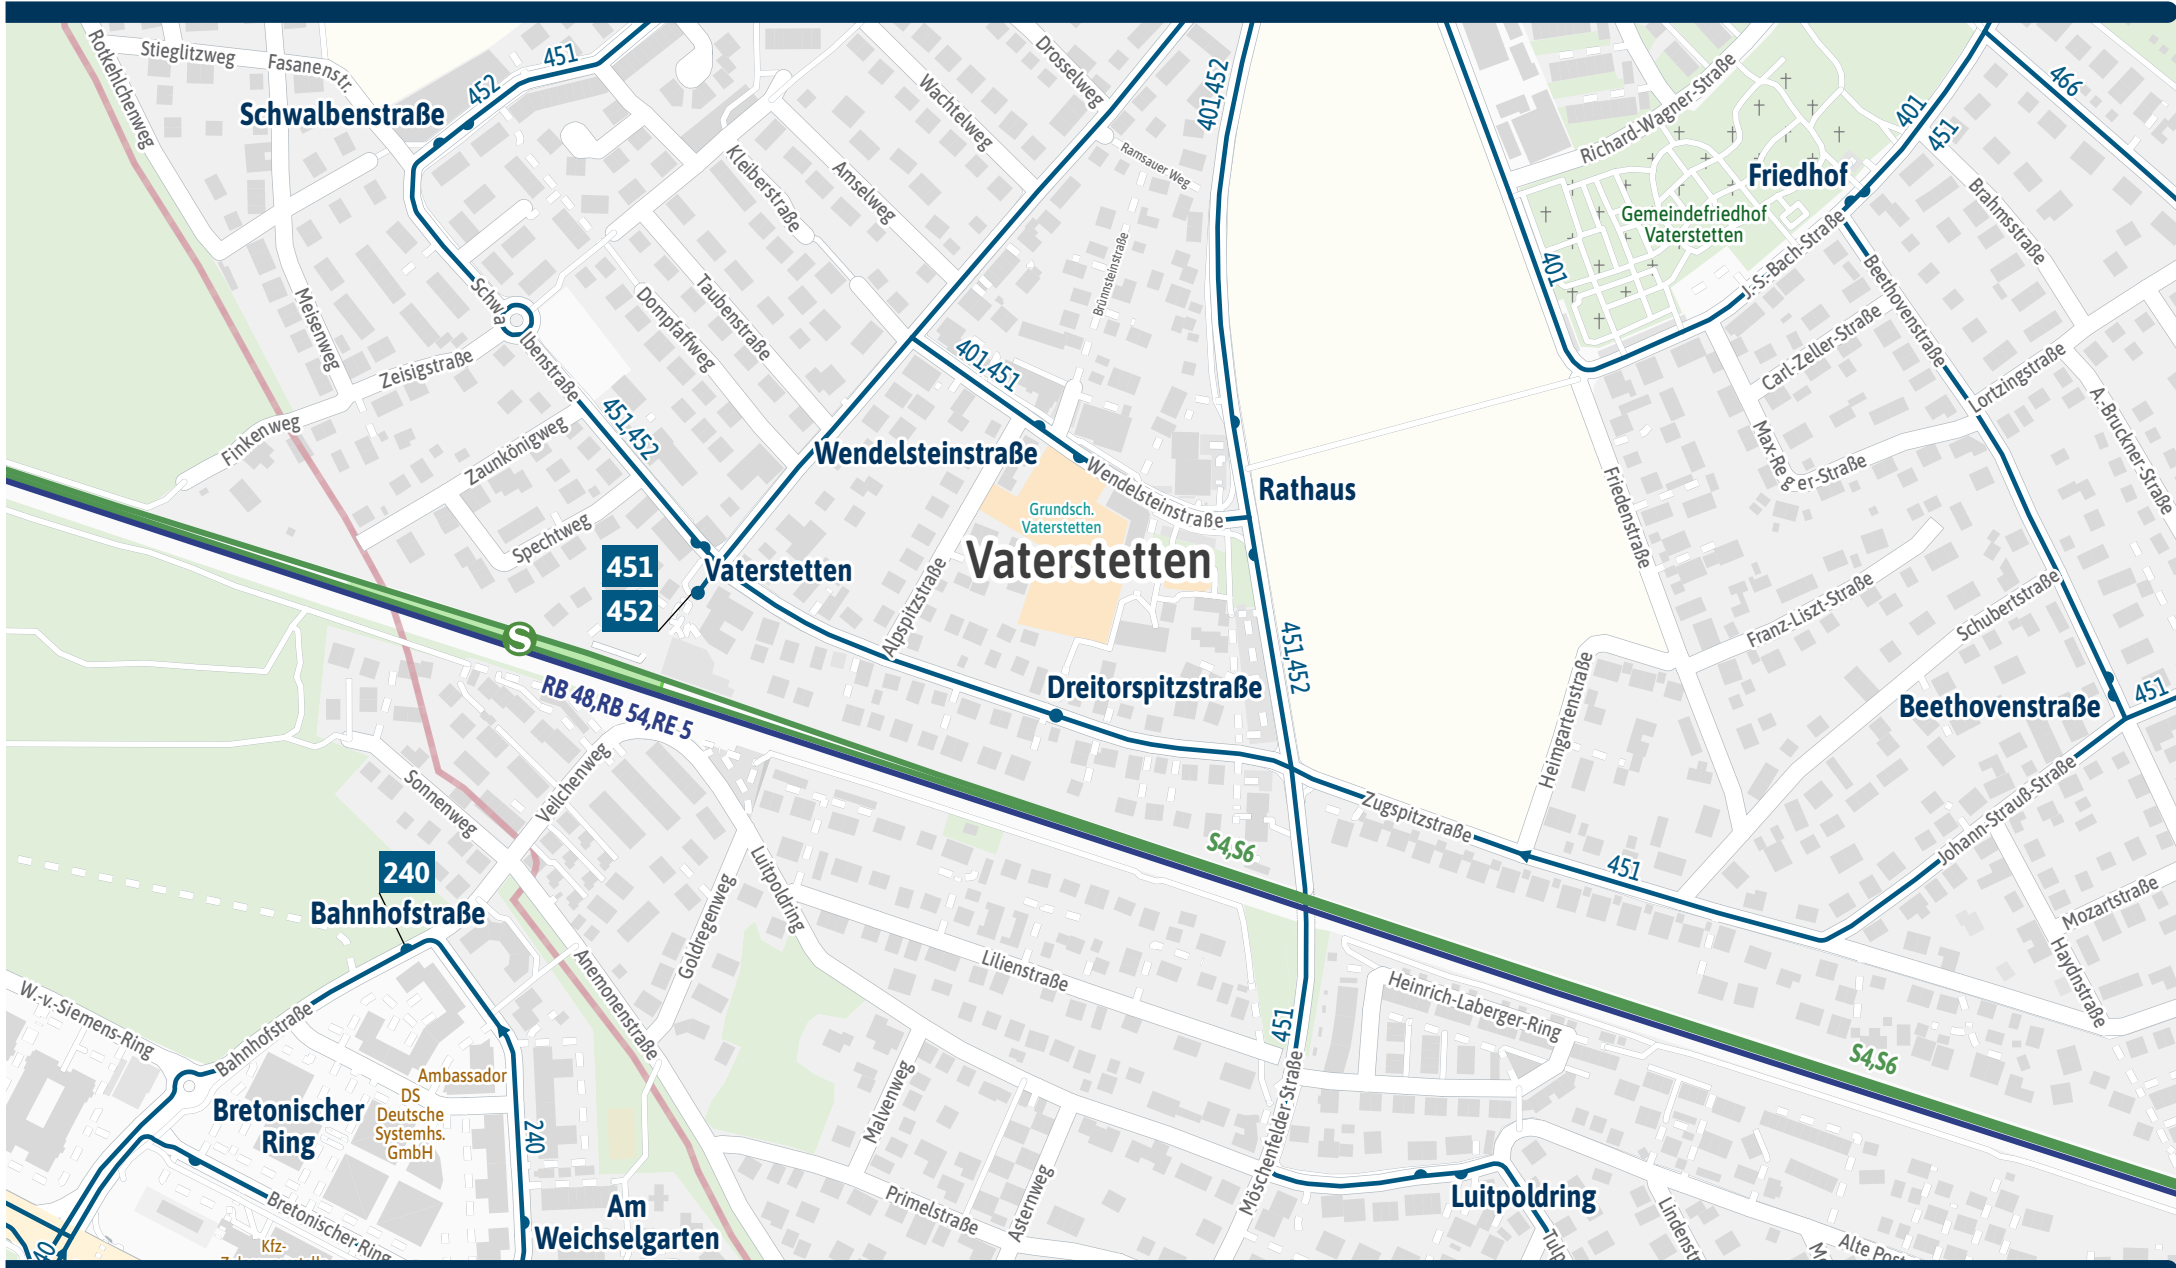 Rotkehlchenweg
Stieglitzweg
Fasanenstr.
451
452
Schwalbenstraße
Drosselweg
Wachtelweg
401,452
Ramsauer Weg
Kleiberstraße
Amselweg
Brünnsteinstraße
Richard-Wagner-Straße
401
451
466
Friedhof
Gemeindefriedhof
Vaterstetten
J.-S.-Bach-Straße
Brahmsstraße
401
Beethovenstraße
Carl-Zeller-Straße
Lortzingstraße
A.-Bruckner-Straße
Max-Reger-Straße
Meisenweg
Schwalbenstraße
Zeisigstraße
Dompfaffweg
Taubenstraße
401,451
Finkenweg
Zaunkönigweg
451,452
Wendelsteinstraße
Wendelsteinstraße
Rathaus
Friedenstraße
Grundsch.
Vaterstetten
Vaterstetten
Spechtweg
451
452
Vaterstetten
Alpspitzstraße
S
RB 48,RB 54,RE 5
451,452
Dreitorspitzstraße
Franz-Liszt-Straße
Schubertstraße
Heimgartenstraße
Beethovenstraße
451
Sonnenweg
Veilchenweg
Zugspitzstraße
Johann-Strauß-Straße
S4,S6
451
240
Bahnhofstraße
Luitpoldring
Goldregenweg
Lilienstraße
Mozartstraße
Haydnstraße
Anemonenstraße
Heinrich-Laberger-Ring
W.-v.-Siemens-Ring
Bahnhofstraße
451
S4,S6
Ambassador
DS
Deutsche
Systemhs.
GmbH
Bretonischer
Ring
240
Malvenweg
Möschenfelder-Straße
Bretonischer-Ring
Am
Weichselgarten
Primelstraße
Asternweg
Luitpoldring
Kfz-
Alte Post
Lindenstr
Tulp
40